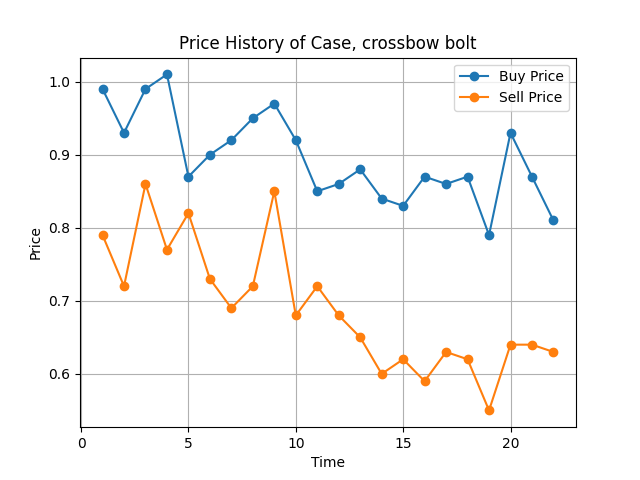 Price History of Case, crossbow bolt
Buy Price
Sell Price
Price
1.0
0.9
0.8
0.7
0.6
0 5 10 15 20
Time